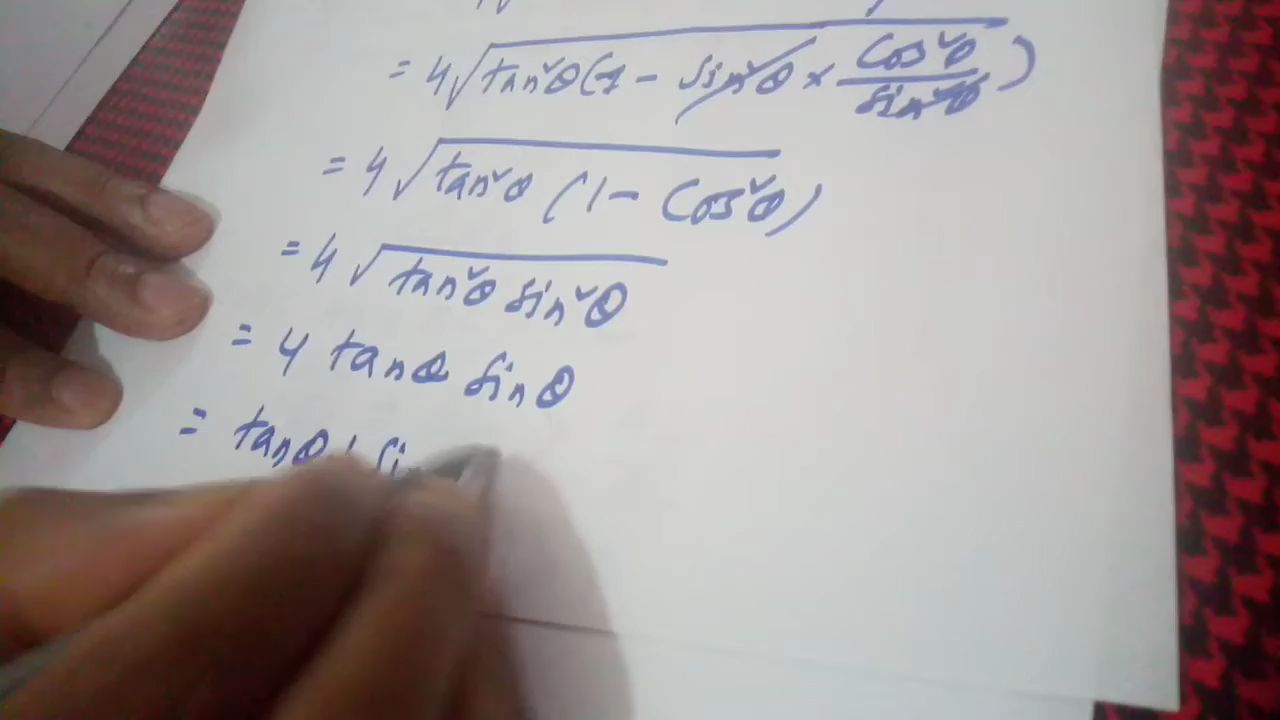 = 4√tan²θ(1 - sin²θ × cos²θ/sin²θ)
= 4√tan²θ (1 - cos²θ)
= 4√tan²θ sin²θ
= 4 tanθ sinθ
= tanθ